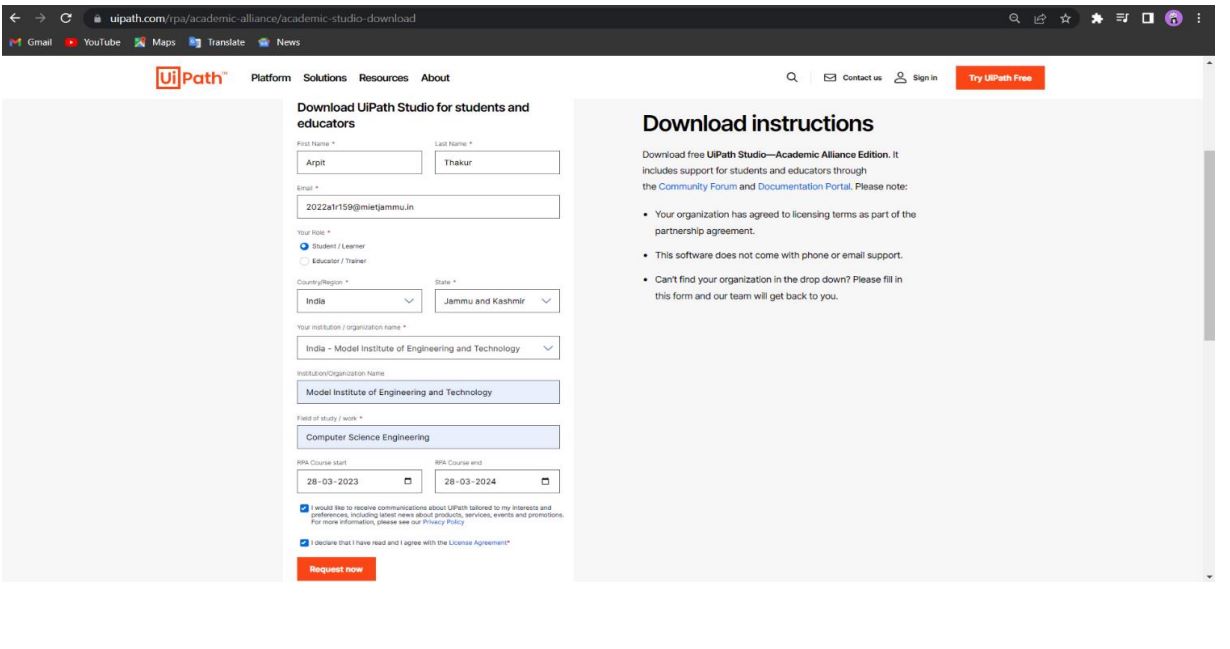 uipath.com/rpa/academic-alliance/academic-studio-download
Gmail YouTube Maps Translate News
UiPath™ Platform Solutions Resources About Contact us Sign in Try UiPath Free
Download UiPath Studio for students and
educators
First Name * Last Name *
Arpit Thakur
Email *
2022a1r159@mietjammu.in
Your Role *
Student / Learner
Educator / Trainer
Country/Region * State *
India Jammu and Kashmir
Your institution / organization name *
India - Model Institute of Engineering and Technology
Institution/Organization Name
Model Institute of Engineering and Technology
Field of study / work *
Computer Science Engineering
RPA Course start RPA Course end
28-03-2023 28-03-2024
I would like to receive communications about UiPath tailored to my interests and
preferences, including latest news about products, services, events and promotions.
For more information, please see our Privacy Policy
I declare that I have read and I agree with the License Agreement*
Request now
Download instructions
Download free UiPath Studio—Academic Alliance Edition. It
includes support for students and educators through
the Community Forum and Documentation Portal. Please note:
• Your organization has agreed to licensing terms as part of the
partnership agreement.
• This software does not come with phone or email support.
• Can't find your organization in the drop down? Please fill in
this form and our team will get back to you.